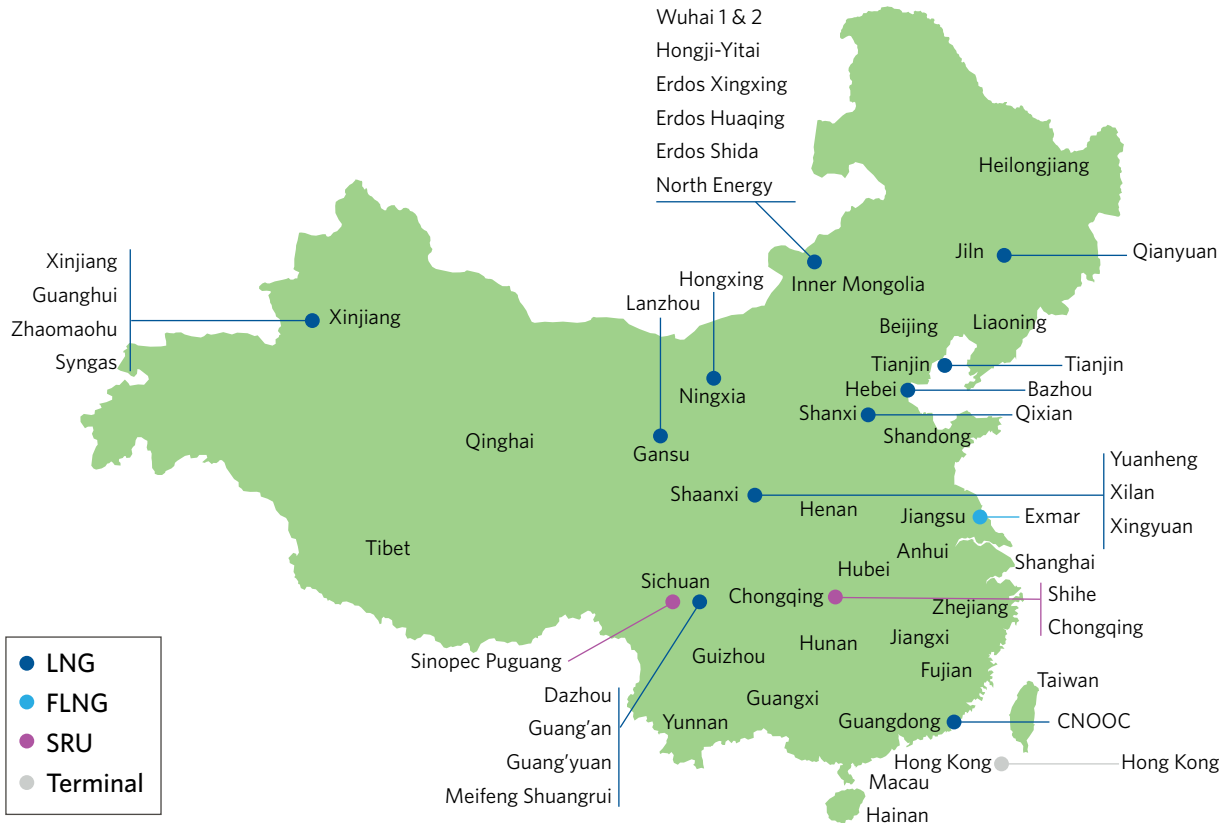 Wuhai 1 & 2
Hongji-Yitai
Erdos Xingxing
Erdos Huaqing
Erdos Shida
North Energy
Heilongjiang
Jiln
Qianyuan
Inner Mongolia
Xinjiang
Guanghui
Zhaomaohu
Syngas
Xinjiang
Hongxing
Lanzhou
Beijing
Liaoning
Tianjin
Tianjin
Hebei
Bazhou
Ningxia
Shanxi
Qixian
Shandong
Qinghai
Gansu
Yuanheng
Xilan
Xingyuan
Shaanxi
Henan
Jiangsu
Exmar
Tibet
Anhui
Shanghai
Hubei
Sichuan
Chongqing
Zhejiang
Shihe
Chongqing
Hunan
Jiangxi
Sinopec Puguang
Guizhou
Fujian
Taiwan
Guangxi
Dazhou
Guang'an
Guang'yuan
Meifeng Shuangrui
Yunnan
Guangdong
CNOOC
Hong Kong
Hong Kong
Macau
Hainan
LNG
FLNG
SRU
Terminal